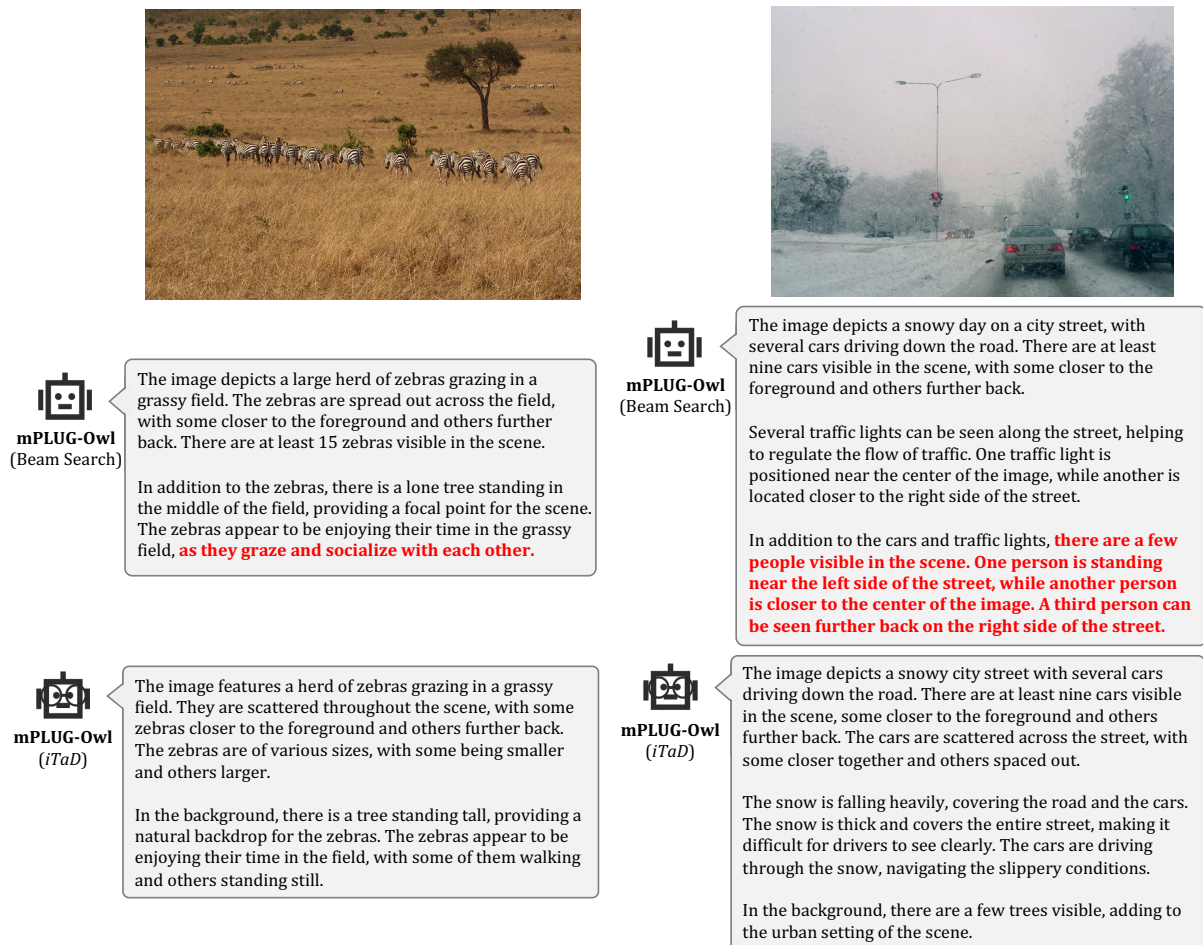 mPLUG-Owl
(Beam Search)
The image depicts a large herd of zebras grazing in a
grassy field. The zebras are spread out across the field,
with some closer to the foreground and others further
back. There are at least 15 zebras visible in the scene.
In addition to the zebras, there is a lone tree standing in
the middle of the field, providing a focal point for the scene.
The zebras appear to be enjoying their time in the grassy
field, as they graze and socialize with each other.
mPLUG-Owl
(Beam Search)
The image depicts a snowy day on a city street, with
several cars driving down the road. There are at least
nine cars visible in the scene, with some closer to the
foreground and others further back.
Several traffic lights can be seen along the street, helping
to regulate the flow of traffic. One traffic light is
positioned near the center of the image, while another is
located closer to the right side of the street.
In addition to the cars and traffic lights, there are a few
people visible in the scene. One person is standing
near the left side of the street, while another person
is closer to the center of the image. A third person can
be seen further back on the right side of the street.
mPLUG-Owl
(iTaD)
The image features a herd of zebras grazing in a grassy
field. They are scattered throughout the scene, with some
zebras closer to the foreground and others further back.
The zebras are of various sizes, with some being smaller
and others larger.
In the background, there is a tree standing tall, providing a
natural backdrop for the zebras. The zebras appear to be
enjoying their time in the field, with some of them walking
and others standing still.
mPLUG-Owl
(iTaD)
The image depicts a snowy city street with several cars
driving down the road. There are at least nine cars visible
in the scene, some closer to the foreground and others
further back. The cars are scattered across the street, with
some closer together and others spaced out.
The snow is falling heavily, covering the road and the cars.
The snow is thick and covers the entire street, making it
difficult for drivers to see clearly. The cars are driving
through the snow, navigating the slippery conditions.
In the background, there are a few trees visible, adding to
the urban setting of the scene.